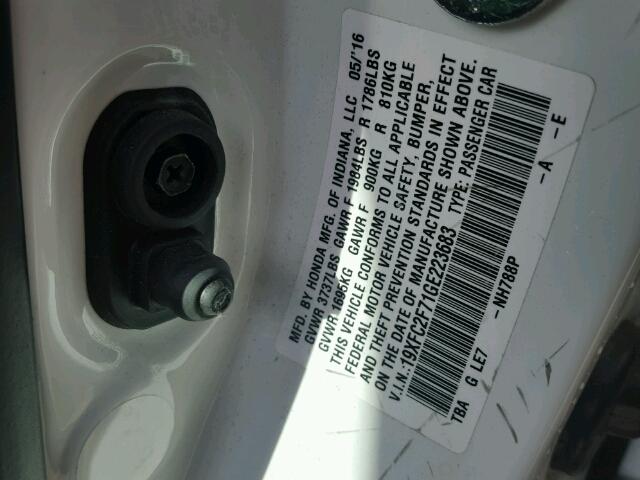 MFD. BY HONDA MFG. OF INDIANA, LLC 05/'16
GVWR 3737LBS GAWR F 1984LBS R 1786LBS
GVWR 1695KG GAWR F 900KG R 810KG
THIS VEHICLE CONFORMS TO ALL APPLICABLE
FEDERAL MOTOR VEHICLE SAFETY, BUMPER,
AND THEFT PREVENTION STANDARDS IN EFFECT
ON THE DATE OF MANUFACTURE SHOWN ABOVE.
V.I.N.:19XFC2F71GE223683 TYPE: PASSENGER CAR
TBA G LE7 -NH788P -A -E